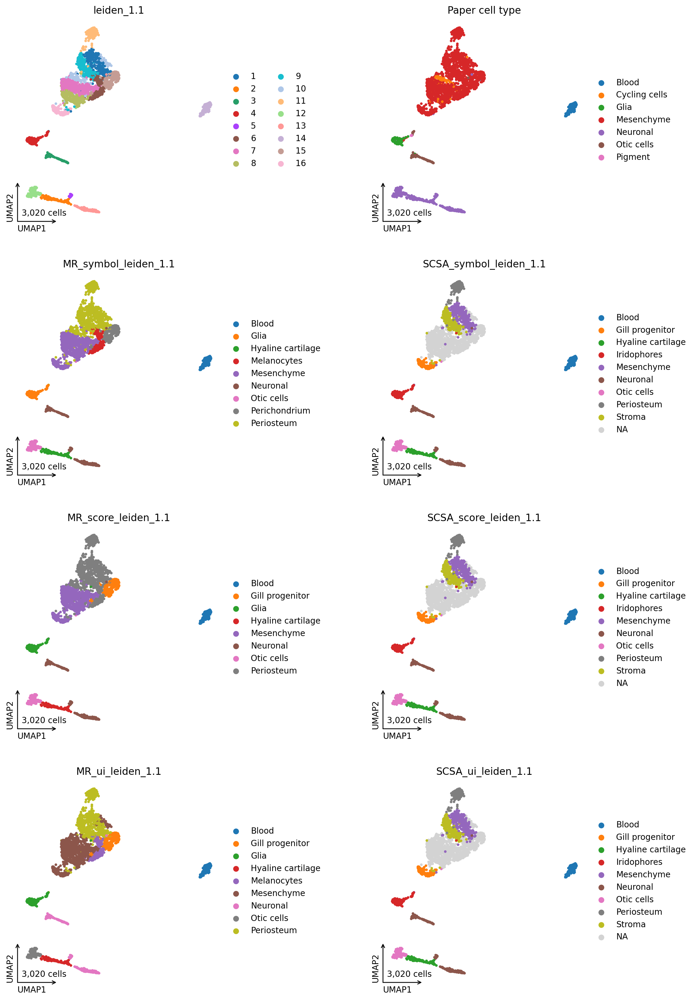 leiden_1.1
1
2
3
4
5
6
7
8
9
10
11
12
13
14
15
16
UMAP2
3,020 cells
UMAP1
Paper cell type
Blood
Cycling cells
Glia
Mesenchyme
Neuronal
Otic cells
Pigment
UMAP2
3,020 cells
UMAP1
MR_symbol_leiden_1.1
Blood
Glia
Hyaline cartilage
Melanocytes
Mesenchyme
Neuronal
Otic cells
Perichondrium
Periosteum
UMAP2
3,020 cells
UMAP1
SCSA_symbol_leiden_1.1
Blood
Gill progenitor
Hyaline cartilage
Iridophores
Mesenchyme
Neuronal
Otic cells
Periosteum
Stroma
NA
UMAP2
3,020 cells
UMAP1
MR_score_leiden_1.1
Blood
Gill progenitor
Glia
Hyaline cartilage
Mesenchyme
Neuronal
Otic cells
Periosteum
UMAP2
3,020 cells
UMAP1
SCSA_score_leiden_1.1
Blood
Gill progenitor
Hyaline cartilage
Iridophores
Mesenchyme
Neuronal
Otic cells
Periosteum
Stroma
NA
UMAP2
3,020 cells
UMAP1
MR_ui_leiden_1.1
Blood
Gill progenitor
Glia
Hyaline cartilage
Melanocytes
Mesenchyme
Neuronal
Otic cells
Periosteum
UMAP2
3,020 cells
UMAP1
SCSA_ui_leiden_1.1
Blood
Gill progenitor
Hyaline cartilage
Iridophores
Mesenchyme
Neuronal
Otic cells
Periosteum
Stroma
NA
UMAP2
3,020 cells
UMAP1